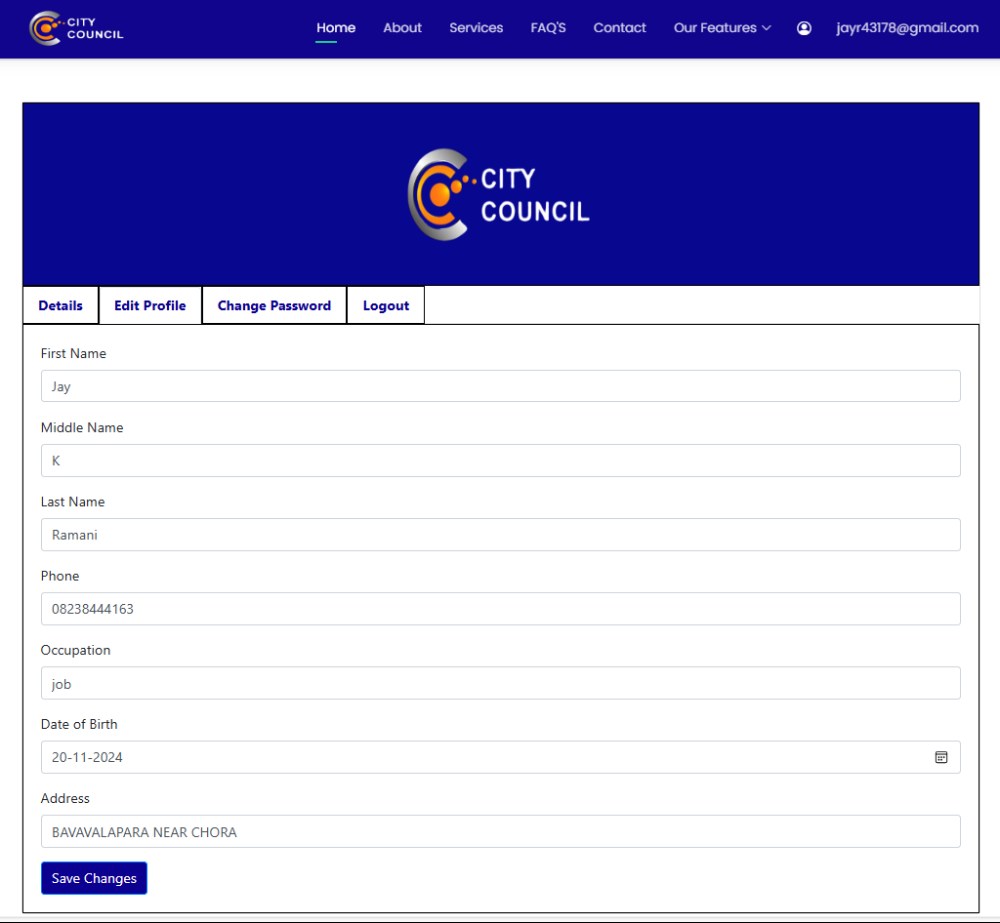 CITY
COUNCIL
Home About Services FAQ'S Contact Our Features jayr43178@gmail.com
CITY
COUNCIL
Details Edit Profile Change Password Logout
First Name
Jay
Middle Name
K
Last Name
Ramani
Phone
08238444163
Occupation
job
Date of Birth
20-11-2024
Address
BAVAVALAPARA NEAR CHORA
Save Changes